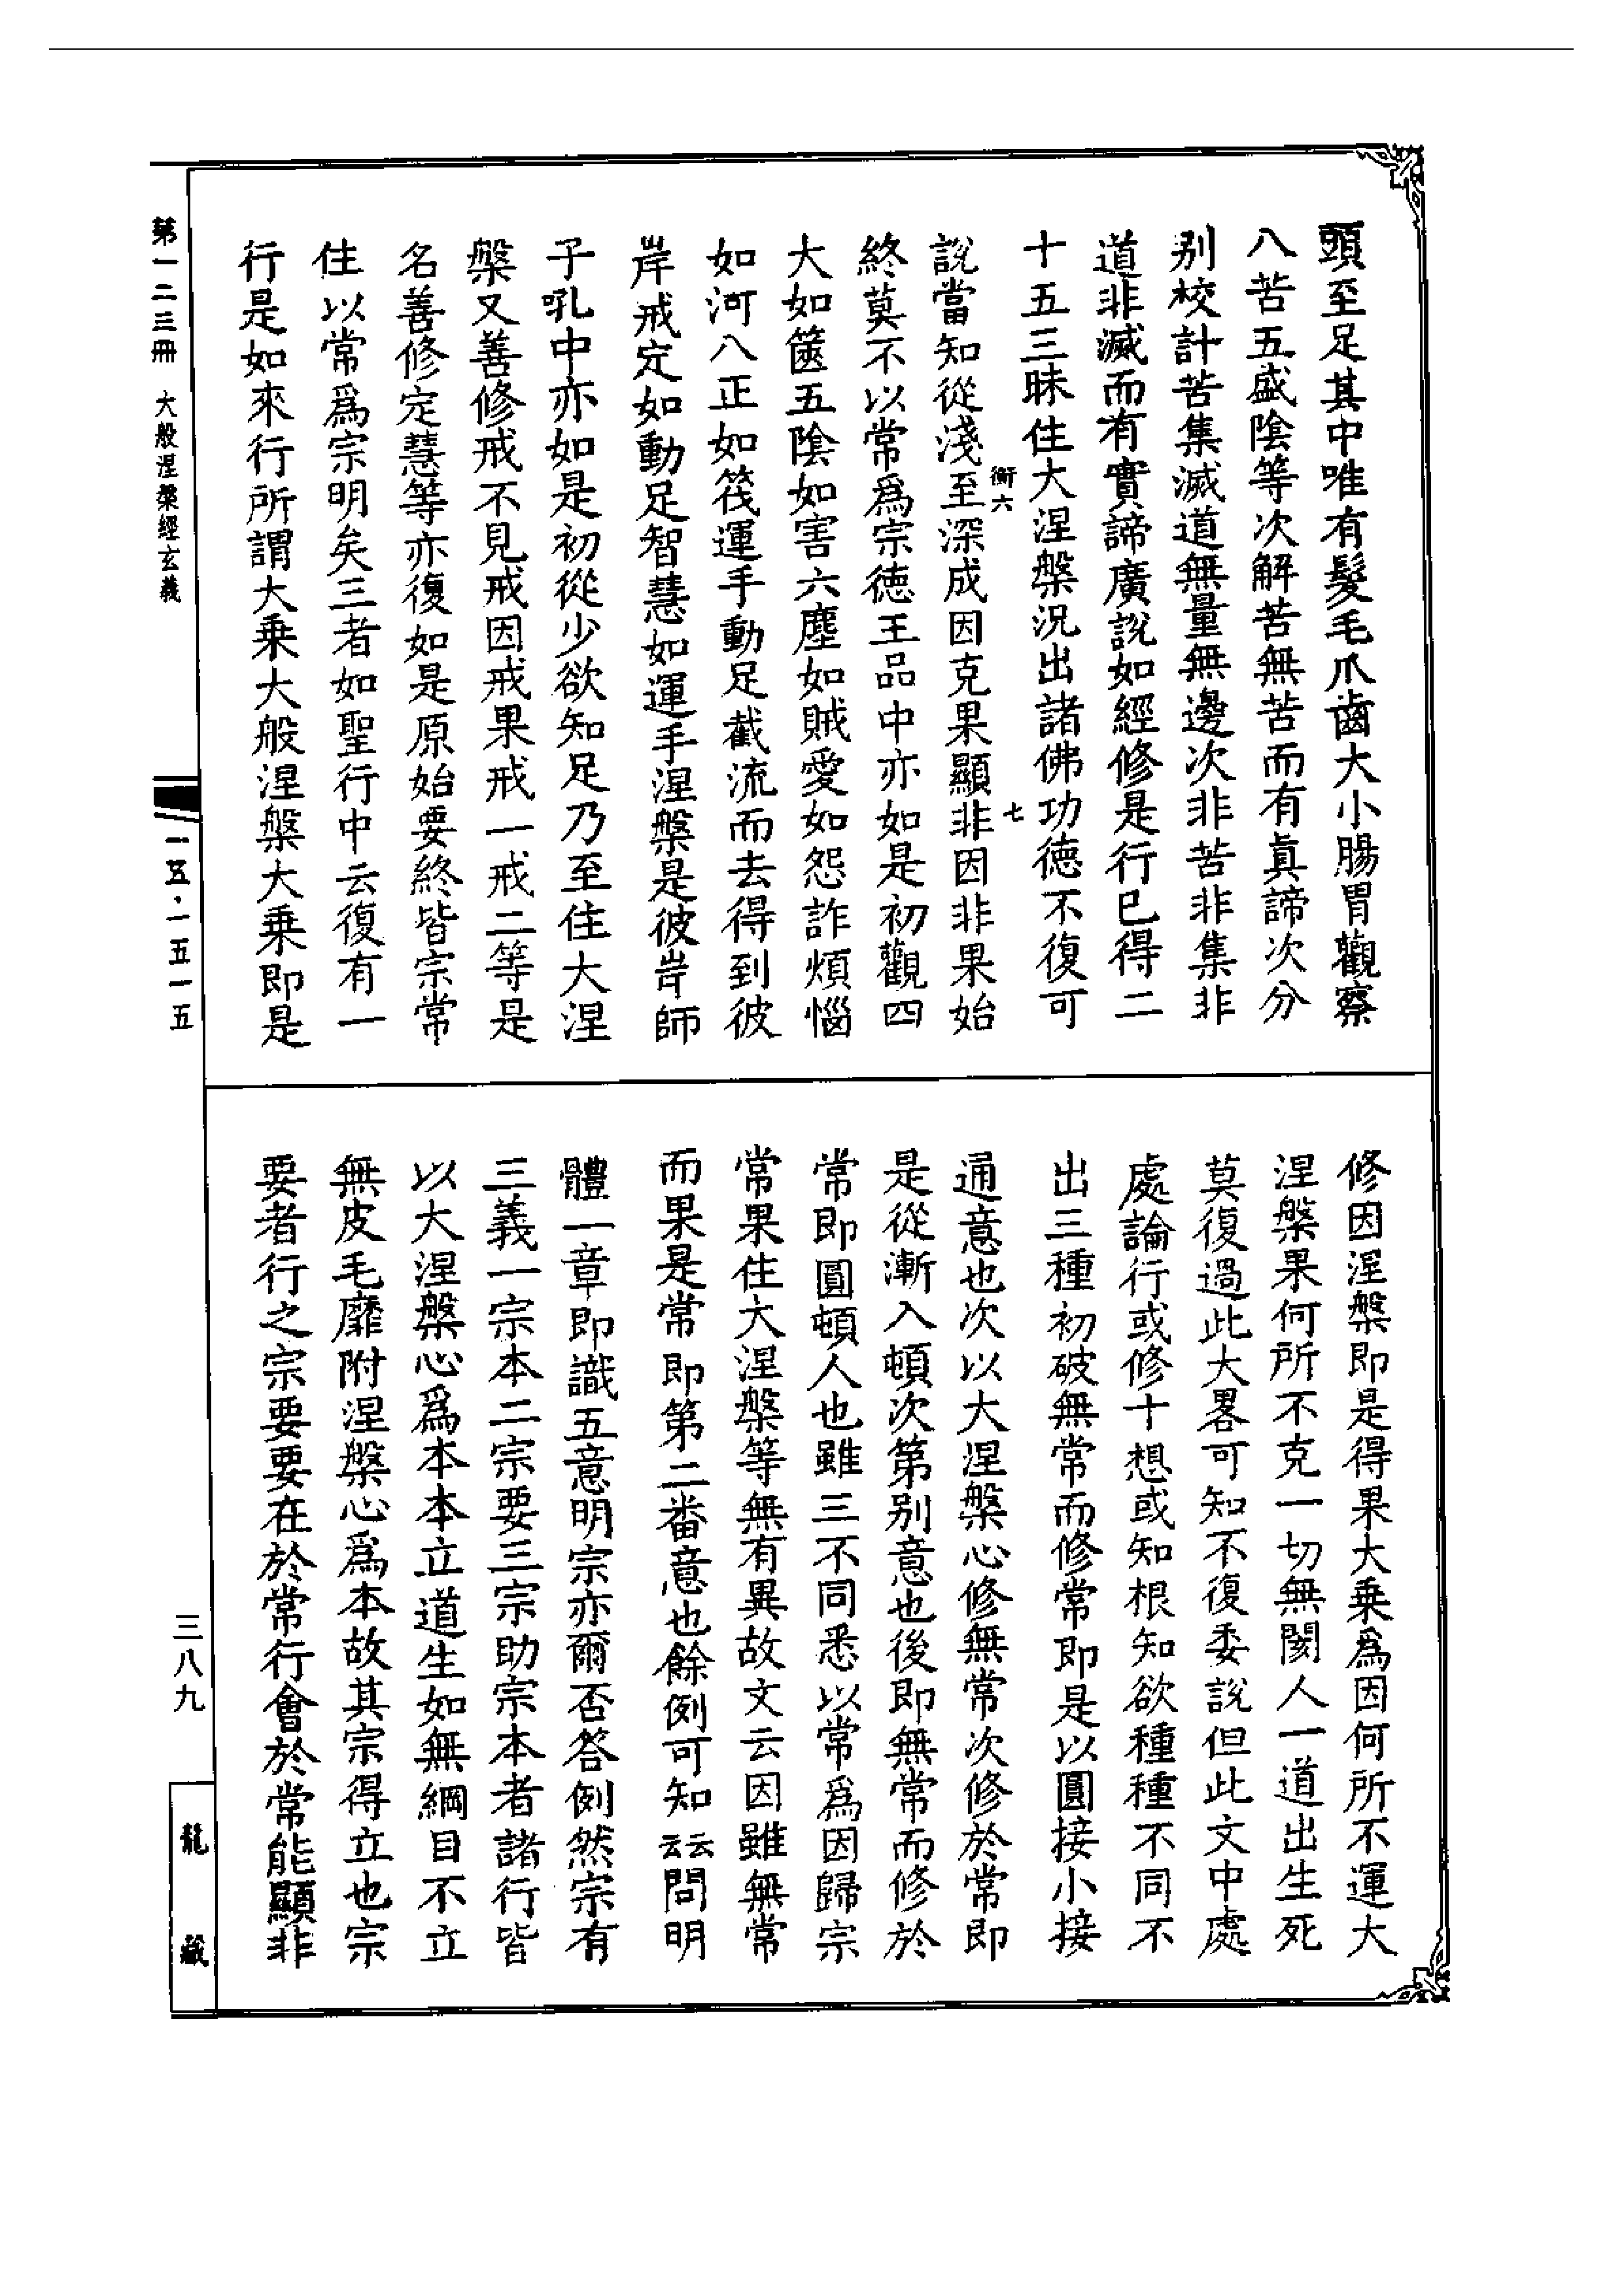 頭至足其中唯有髮毛爪齒大小腸胃觀察
八苦五盛陰等次解苦無苦而有眞諦次分
别校計苦集滅道無量無邊次非苦非集非
道非滅而有實諦廣說如經修是行已得二
十五三昧住大涅槃況出諸佛功德不復可
衡六
七
說當知從淺至深成因克果顯非因非果始
終莫不以常爲宗德王品中亦如是初觀四
大如篋五陰如害六塵如賊愛如怨詐煩惱
如河八正如筏運手動足截流而去得到彼
岸戒定如動足智慧如運手涅槃是彼岸師
子吼中亦如是初從少欲知足乃至住大涅
槃又善修戒不見戒因戒果戒一戒二等是
名善修定慧等亦復如是原始要終皆宗常
住以常爲宗明矣三者如聖行中云復有一
行是如來行所謂大乘大般涅槃大乘即是
修因涅槃即是得果大乘爲因何所不運大
涅槃果何所不克一切無閡人一道出生死
莫復過此大畧可知不復委說但此文中處
處論行或修十想或知根知欲種種不同不
出三種初破無常而修常即是以圓接小接
通意也次以大涅槃心修無常次修於常即
是從漸入頓次第别意也後即無常而修於
常即圓頓人也雖三不同悉以常爲因歸宗
常果住大涅槃等無有異故文云因雖無常
而果是常即第二番意也餘例可知云云問明
體一章即識五意明宗亦爾否答例然宗有
三義一宗本二宗要三宗助宗本者諸行皆
以大涅槃心爲本本立道生如無綱目不立
無皮毛靡附涅槃心爲本故其宗得立也宗
要者行之宗要要在於常行會於常能顯非
第一二三冊 大般涅槃經玄義
一五五·一五一五
三八九
龍藏